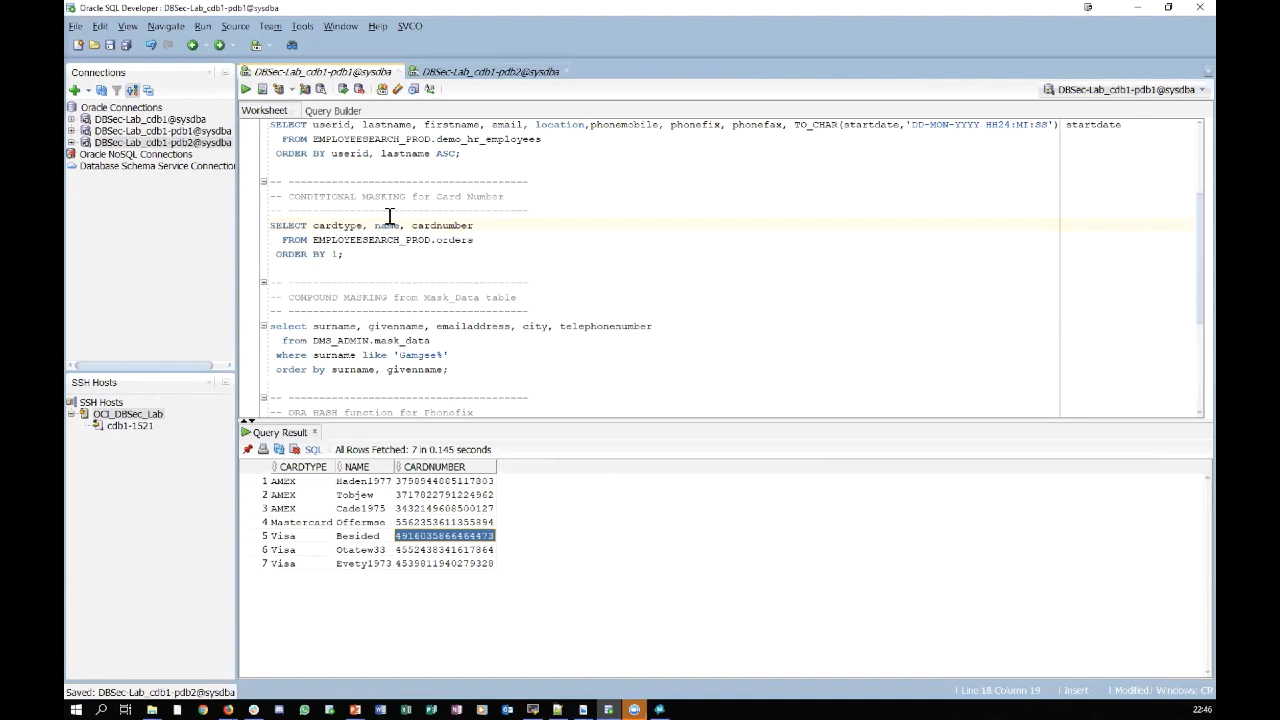 Oracle SQL Developer : DBSec-Lab_cdb1-pdb1@sysdba
File Edit View Navigate Run Source Team Tools Window Help SVCO
Connections
DBSec-Lab_cdb1-pdb1@sysdba
DBSec-Lab_cdb1-pdb2@sysdba
DBSec-Lab_cdb1-pdb1@sysdba
Oracle Connections
DBSec-Lab_cdb1@sysdba
DBSec-Lab_cdb1-pdb1@sysdba
DBSec-Lab_cdb1-pdb2@sysdba
Oracle NoSQL Connections
Database Schema Service Connection
Worksheet Query Builder
SELECT userid, lastname, firstname, email, location,phonemobile, phonefix, phonefax, TO_CHAR(startdate,'DD-MON-YYYY HH24:MI:SS') startdate
FROM EMPLOYEESEARCH_PROD.demo_hr_employees
ORDER BY userid, lastname ASC;
-- -----------------------------------
-- CONDITIONAL MASKING for Card Number
-- -----------------------------------
SELECT cardtype, name, cardnumber
FROM EMPLOYEESEARCH_PROD.orders
ORDER BY 1;
-- -----------------------------------
-- COMPOUND MASKING from Mask_Data table
-- -----------------------------------
select surname, givenname, emailaddress, city, telephonenumber
from DMS_ADMIN.mask_data
where surname like 'Gamgee%'
order by surname, givenname;
-- -----------------------------------
-- ORA HASH function for Phonefix
SSH Hosts
SSH Hosts
OCI_DBSec_Lab
cdb1-1521
Query Result
SQL All Rows Fetched: 7 in 0.145 seconds
CARDTYPE NAME CARDNUMBER
1 AMEX Haden1977 3798944885117803
2 AMEX Tobjew 3717822791224962
3 AMEX Cade1975 3432149608500127
4 Mastercard Offermse 5562353611355894
5 Visa Besided 4916035866464473
6 Visa Otatew33 4552438341617864
7 Visa Evety1973 4539811940279328
Saved: DBSec-Lab_cdb1-pdb2@sysdba
Line 18 Column 19 Insert Modified Windows: CR
22:46